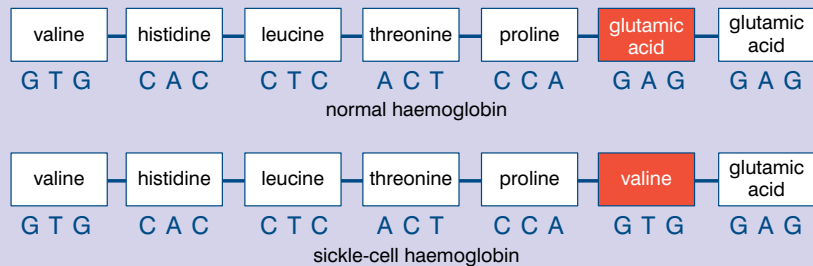 valine histidine leucine threonine proline glutamic acid glutamic acid
G T G C A C C T C A C T C C A G A G G A G
normal haemoglobin
valine histidine leucine threonine proline valine glutamic acid
G T G C A C C T C A C T C C A G T G G A G
sickle-cell haemoglobin